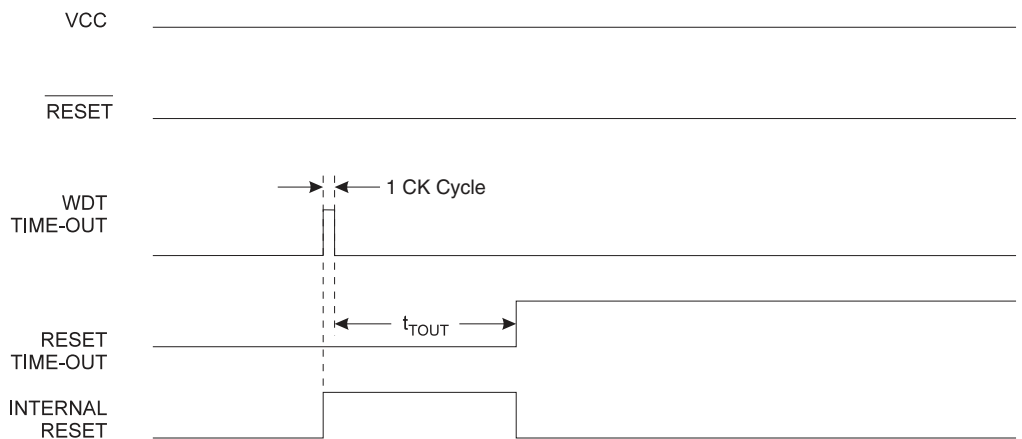 VCC
RESET
WDT
TIME-OUT
1 CK Cycle
RESET
TIME-OUT
tTOUT
INTERNAL
RESET